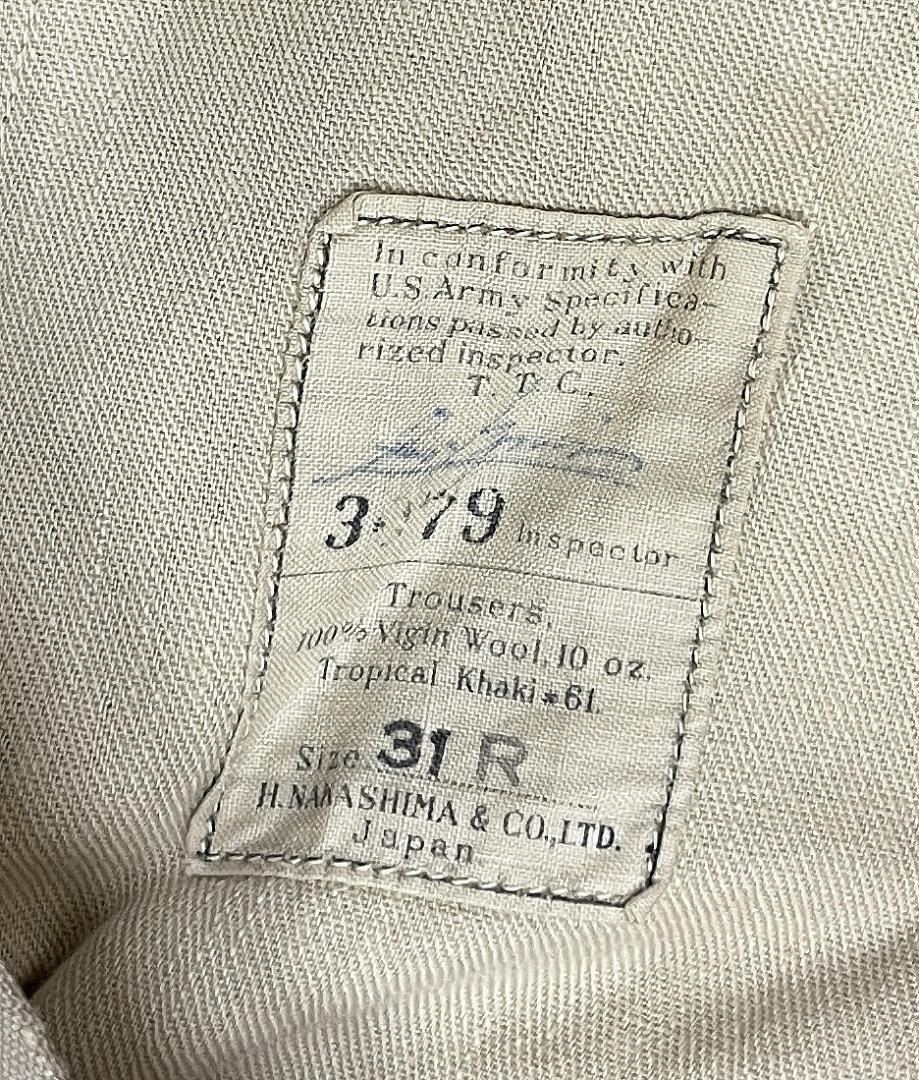 In conformity with
U.S. Army specifica-
tions passed by autho-
rized inspector.
T. T. C.,
3 79 inspector
Trousers,
100% Vigin Wool, 10 oz.
Tropical Khaki #61.
Size 31 R
& CO., LTD.
Japan